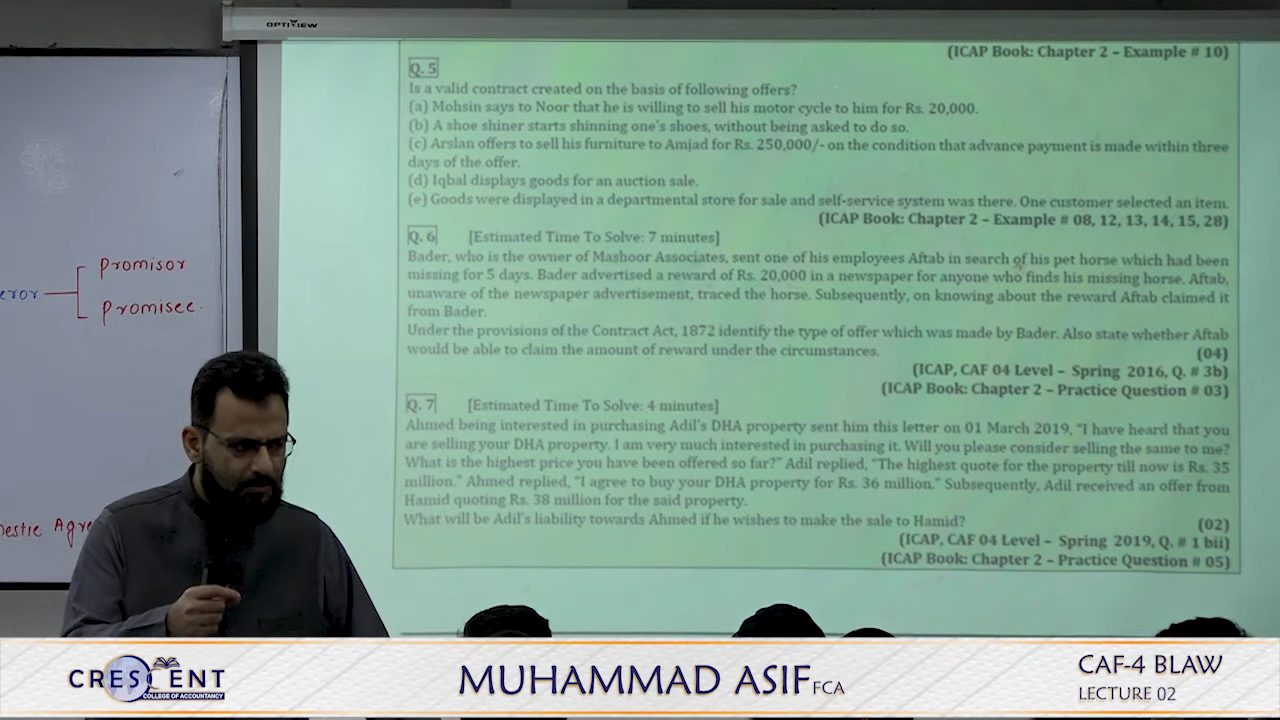 OPTIVIEW
(ICAP Book: Chapter 2 – Example # 10)
Q. 5
Is a valid contract created on the basis of following offers?
(a) Mohsin says to Noor that he is willing to sell his motor cycle to him for Rs. 20,000.
(b) A shoe shiner starts shinning one's shoes, without being asked to do so.
(c) Arslan offers to sell his furniture to Amjad for Rs. 250,000/- on the condition that advance payment is made within three
days of the offer.
(d) Iqbal displays goods for an auction sale.
(e) Goods were displayed in a departmental store for sale and self-service system was there. One customer selected an item.
(ICAP Book: Chapter 2 – Example # 08, 12, 13, 14, 15, 28)
Q. 6 [Estimated Time To Solve: 7 minutes]
Bader, who is the owner of Mashoor Associates, sent one of his employees Aftab in search of his pet horse which had been
missing for 5 days. Bader advertised a reward of Rs. 20,000 in a newspaper for anyone who finds his missing horse. Aftab,
unaware of the newspaper advertisement, traced the horse. Subsequently, on knowing about the reward Aftab claimed it
from Bader.
Under the provisions of the Contract Act, 1872 identify the type of offer which was made by Bader. Also state whether Aftab
would be able to claim the amount of reward under the circumstances. (04)
(ICAP, CAF 04 Level – Spring 2016, Q. # 3b)
(ICAP Book: Chapter 2 – Practice Question # 03)
Q. 7 [Estimated Time To Solve: 4 minutes]
Ahmed being interested in purchasing Adil's DHA property sent him this letter on 01 March 2019, "I have heard that you
are selling your DHA property. I am very much interested in purchasing it. Will you please consider selling the same to me?
What is the highest price you have been offered so far?" Adil replied, "The highest quote for the property till now is Rs. 35
million." Ahmed replied, "I agree to buy your DHA property for Rs. 36 million." Subsequently, Adil received an offer from
Hamid quoting Rs. 38 million for the said property.
What will be Adil's liability towards Ahmed if he wishes to make the sale to Hamid? (02)
(ICAP, CAF 04 Level – Spring 2019, Q. # 1 bii)
(ICAP Book: Chapter 2 – Practice Question # 05)
eror
Promisor
Promisee.
nestic Agre
CRESCENT
COLLEGE OF ACCOUNTANCY
MUHAMMAD ASIF FCA
CAF-4 BLAW
LECTURE 02